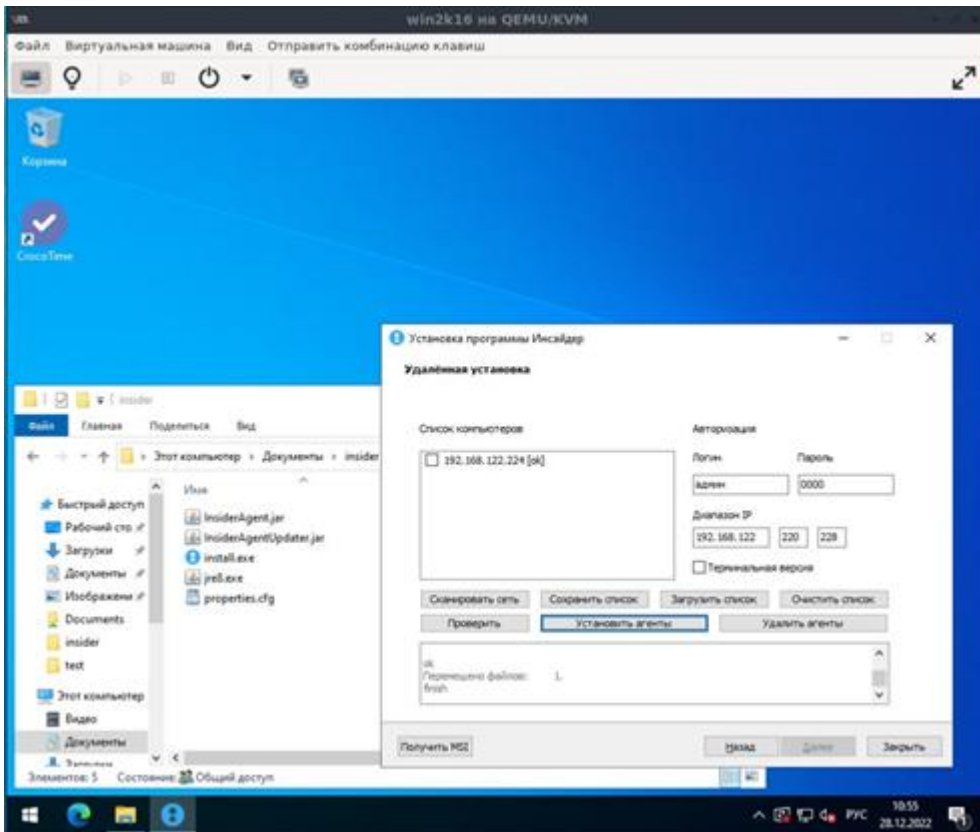 win2k16 на QEMU/KVM
Файл Виртуальная машина Вид Отправить комбинацию клавиш
Корзина
CrocoTime
Установка программы Инсайдер
Удалённая установка
Список компьютеров
192.168.122.224 [ok]
Авторизация
Логин Пароль
админ 0000
Диапазон IP
192.168.122 220 228
Терминальная версия
Сканировать сеть Сохранить список Загрузить список Очистить список
Проверить Установить агенты Удалить агенты
ok
Перемещено файлов: 1.
finish
Получить MSI Назад Далее Закрыть
insider
Файл Главная Поделиться Вид
Этот компьютер Документы insider
Имя
Быстрый доступ
Рабочий сто
Загрузки
Документы
Изображени
Documents
insider
test
Этот компьютер
Видео
Документы
Загрузки
InsiderAgent.jar
InsiderAgentUpdater.jar
install.exe
jre8.exe
properties.cfg
Элементов: 5 Состояние: Общий доступ
РУС 10:55
28.12.2022